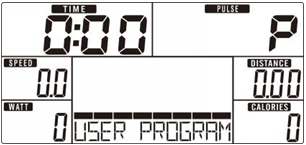 TIME PULSE
0:00 P
SPEED DISTANCE
0.0 0.00
WATT CALORIES
0 USER PROGRAM 0